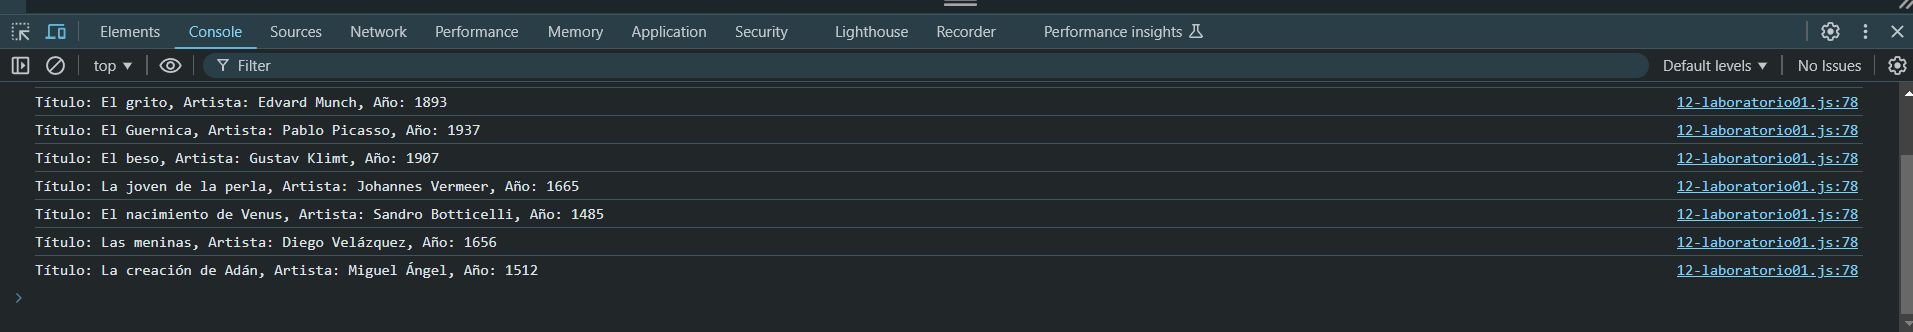 Elements Console Sources Network Performance Memory Application Security Lighthouse Recorder Performance insights
top Filter Default levels No Issues
Título: El grito, Artista: Edvard Munch, Año: 1893 12-laboratorio01.js:78
Título: El Guernica, Artista: Pablo Picasso, Año: 1937 12-laboratorio01.js:78
Título: El beso, Artista: Gustav Klimt, Año: 1907 12-laboratorio01.js:78
Título: La joven de la perla, Artista: Johannes Vermeer, Año: 1665 12-laboratorio01.js:78
Título: El nacimiento de Venus, Artista: Sandro Botticelli, Año: 1485 12-laboratorio01.js:78
Título: Las meninas, Artista: Diego Velázquez, Año: 1656 12-laboratorio01.js:78
Título: La creación de Adán, Artista: Miguel Ángel, Año: 1512 12-laboratorio01.js:78